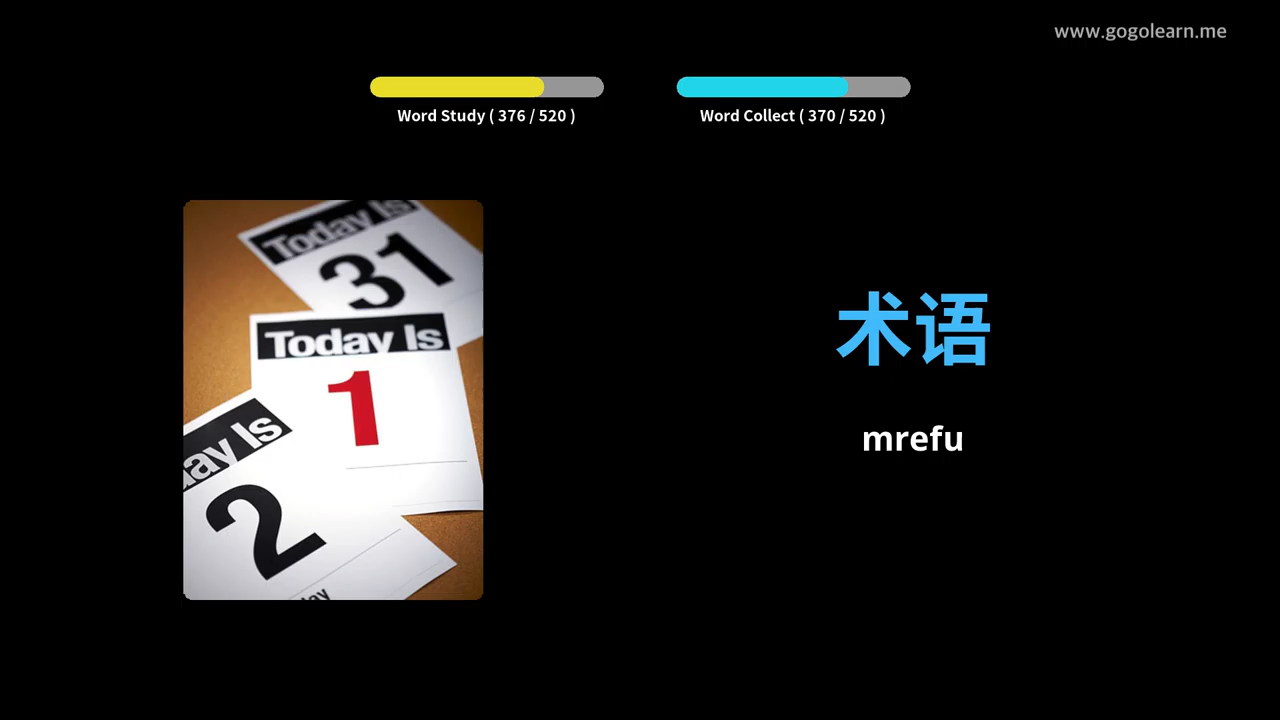 www.gogolearn.me
Word Study ( 376 / 520 )
Word Collect ( 370 / 520 )
Today Is
31
Today Is
1
ay Is
2
术语
mrefu